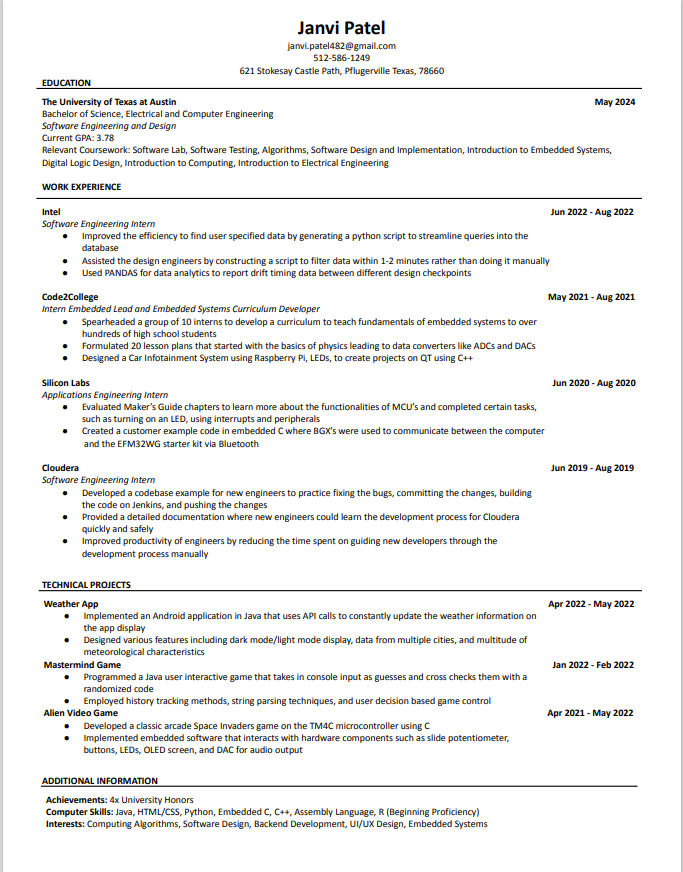 Janvi Patel
janvi.patel482@gmail.com
512-586-1249
621 Stokesay Castle Path, Pflugerville Texas, 78660
EDUCATION
The University of Texas at Austin May 2024
Bachelor of Science, Electrical and Computer Engineering
Software Engineering and Design
Current GPA: 3.78
Relevant Coursework: Software Lab, Software Testing, Algorithms, Software Design and Implementation, Introduction to Embedded Systems,
Digital Logic Design, Introduction to Computing, Introduction to Electrical Engineering
WORK EXPERIENCE
Intel Jun 2022 - Aug 2022
Software Engineering Intern
● Improved the efficiency to find user specified data by generating a python script to streamline queries into the
database
● Assisted the design engineers by constructing a script to filter data within 1-2 minutes rather than doing it manually
● Used PANDAS for data analytics to report drift timing data between different design checkpoints
Code2College May 2021 - Aug 2021
Intern Embedded Lead and Embedded Systems Curriculum Developer
● Spearheaded a group of 10 interns to develop a curriculum to teach fundamentals of embedded systems to over
hundreds of high school students
● Formulated 20 lesson plans that started with the basics of physics leading to data converters like ADCs and DACs
● Designed a Car Infotainment System using Raspberry Pi, LEDs, to create projects on QT using C++
Silicon Labs Jun 2020 - Aug 2020
Applications Engineering Intern
● Evaluated Maker's Guide chapters to learn more about the functionalities of MCU's and completed certain tasks,
such as turning on an LED, using interrupts and peripherals
● Created a customer example code in embedded C where BGX's were used to communicate between the computer
and the EFM32WG starter kit via Bluetooth
Cloudera Jun 2019 - Aug 2019
Software Engineering Intern
● Developed a codebase example for new engineers to practice fixing the bugs, committing the changes, building
the code on Jenkins, and pushing the changes
● Provided a detailed documentation where new engineers could learn the development process for Cloudera
quickly and safely
● Improved productivity of engineers by reducing the time spent on guiding new developers through the
development process manually
TECHNICAL PROJECTS
Weather App Apr 2022 - May 2022
● Implemented an Android application in Java that uses API calls to constantly update the weather information on
the app display
● Designed various features including dark mode/light mode display, data from multiple cities, and multitude of
meteorological characteristics
Mastermind Game Jan 2022 - Feb 2022
● Programmed a Java user interactive game that takes in console input as guesses and cross checks them with a
randomized code
● Employed history tracking methods, string parsing techniques, and user decision based game control
Alien Video Game Apr 2021 - May 2022
● Developed a classic arcade Space Invaders game on the TM4C microcontroller using C
● Implemented embedded software that interacts with hardware components such as slide potentiometer,
buttons, LEDs, OLED screen, and DAC for audio output
ADDITIONAL INFORMATION
Achievements: 4x University Honors
Computer Skills: Java, HTML/CSS, Python, Embedded C, C++, Assembly Language, R (Beginning Proficiency)
Interests: Computing Algorithms, Software Design, Backend Development, UI/UX Design, Embedded Systems